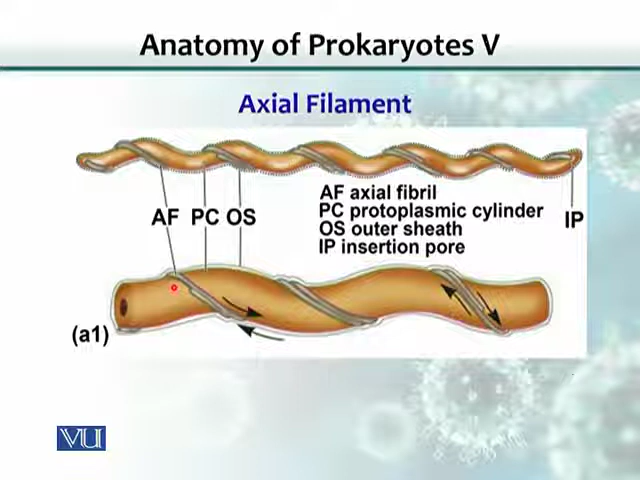 Anatomy of Prokaryotes V
Axial Filament
AF PC OS
AF axial fibril
PC protoplasmic cylinder
OS outer sheath
IP insertion pore
IP
(a1)
VU